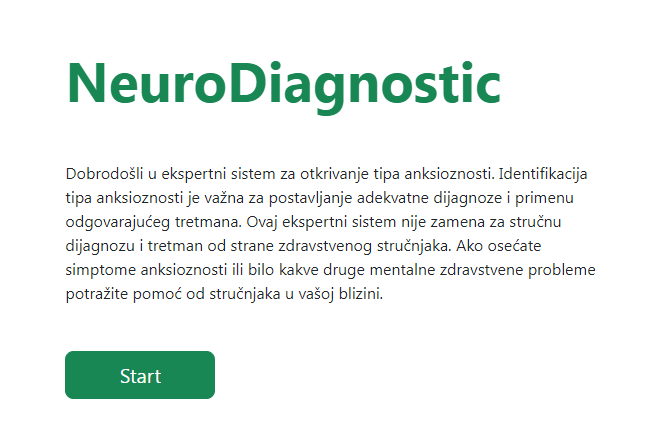 NeuroDiagnostic
Dobrodošli u ekspertni sistem za otkrivanje tipa anksioznosti. Identifikacija
tipa anksioznosti je važna za postavljanje adekvatne dijagnoze i primenu
odgovarajućeg tretmana. Ovaj ekspertni sistem nije zamena za stručnu
dijagnozu i tretman od strane zdravstvenog stručnjaka. Ako osećate
simptome anksioznosti ili bilo kakve druge mentalne zdravstvene probleme
potražite pomoć od stručnjaka u vašoj blizini.
Start